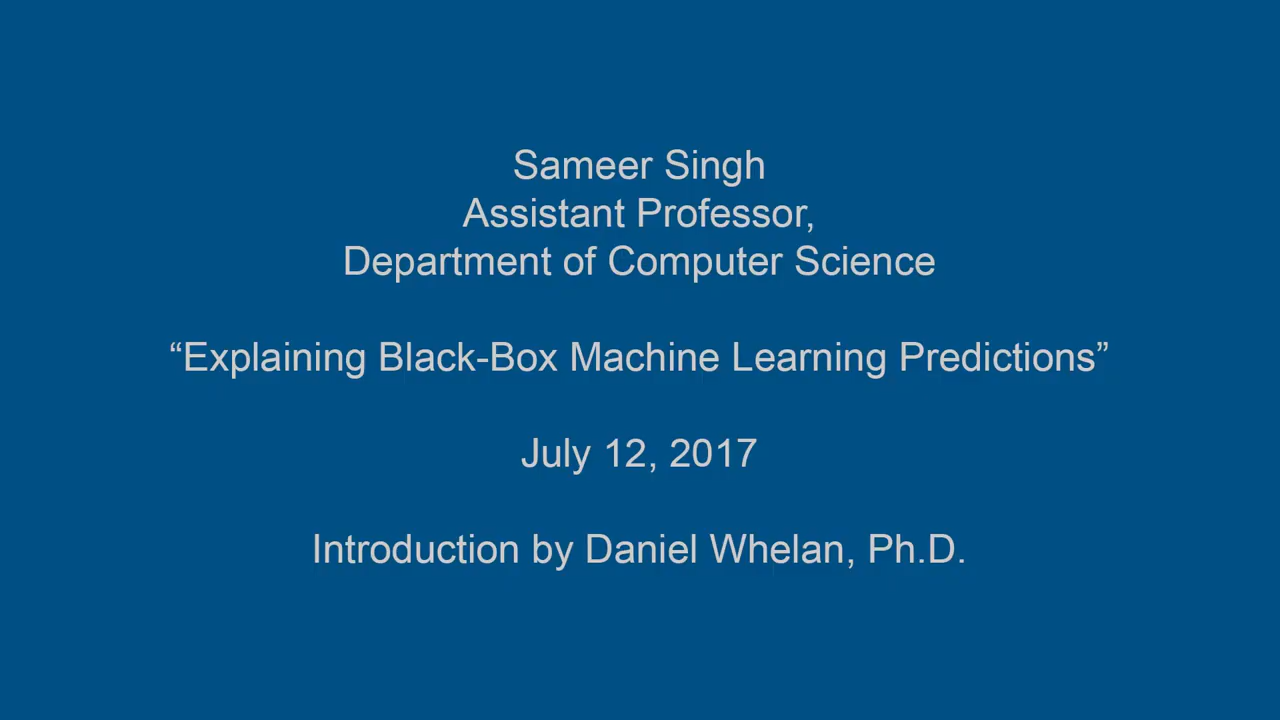 Sameer Singh
Assistant Professor,
Department of Computer Science
“Explaining Black-Box Machine Learning Predictions”
July 12, 2017
Introduction by Daniel Whelan, Ph.D.